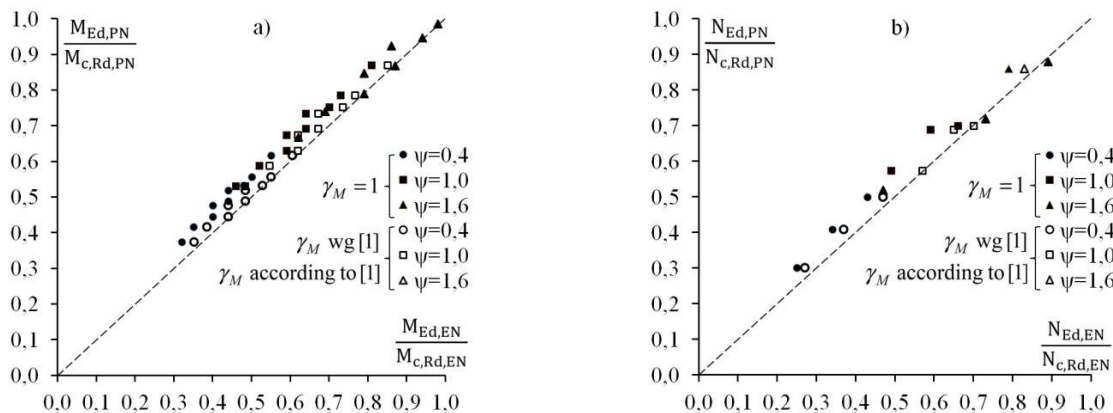 a)
M_Ed,PN
M_c,Rd,PN
1,0
0,9
0,8
0,7
0,6
0,5
0,4
0,3
0,2
0,1
0,0
ψ=0,4
γ_M = 1 ψ=1,0
ψ=1,6
γ_M wg [1] ψ=0,4
ψ=1,0
γ_M according to [1] ψ=1,6
M_Ed,EN
M_c,Rd,EN
0,0 0,1 0,2 0,3 0,4 0,5 0,6 0,7 0,8 0,9 1,0
b)
N_Ed,PN
N_c,Rd,PN
1,0
0,9
0,8
0,7
0,6
0,5
0,4
0,3
0,2
0,1
0,0
ψ=0,4
γ_M = 1 ψ=1,0
ψ=1,6
γ_M wg [1] ψ=0,4
ψ=1,0
γ_M according to [1] ψ=1,6
N_Ed,EN
N_c,Rd,EN
0,0 0,1 0,2 0,3 0,4 0,5 0,6 0,7 0,8 0,9 1,0